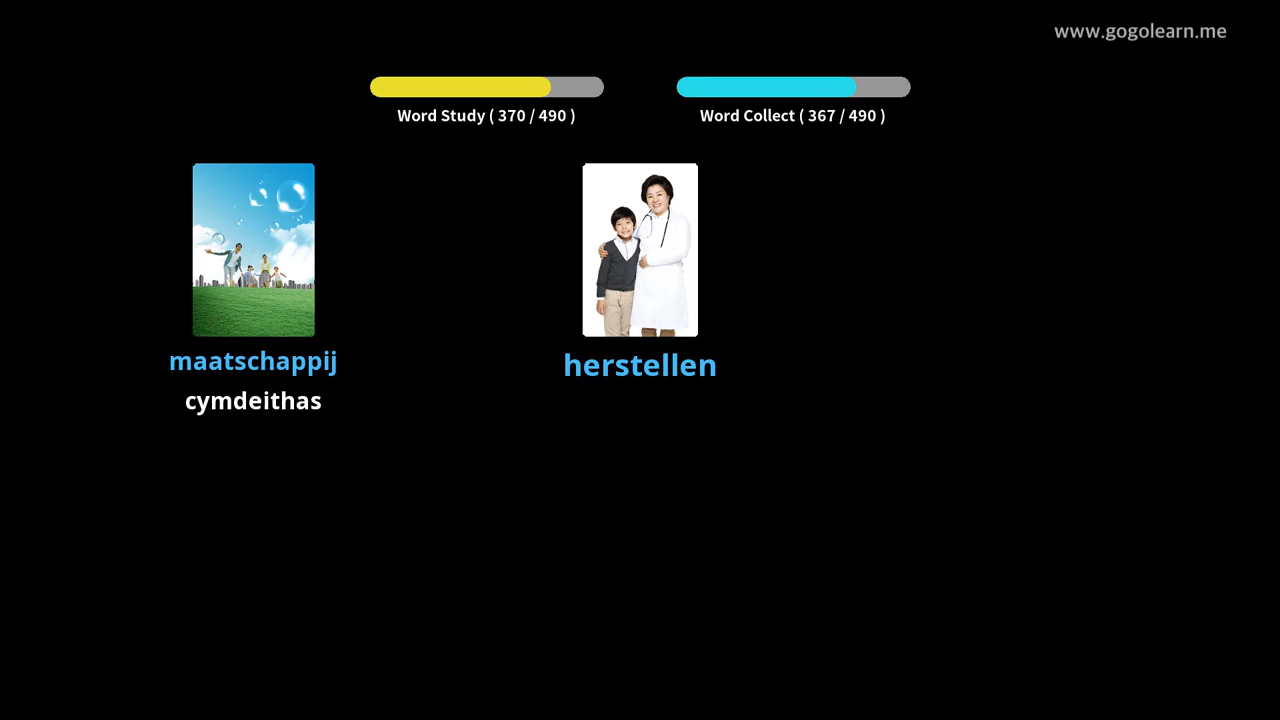 www.gogolearn.me
Word Study ( 370 / 490 )
Word Collect ( 367 / 490 )
maatschappij
cymdeithas
herstellen